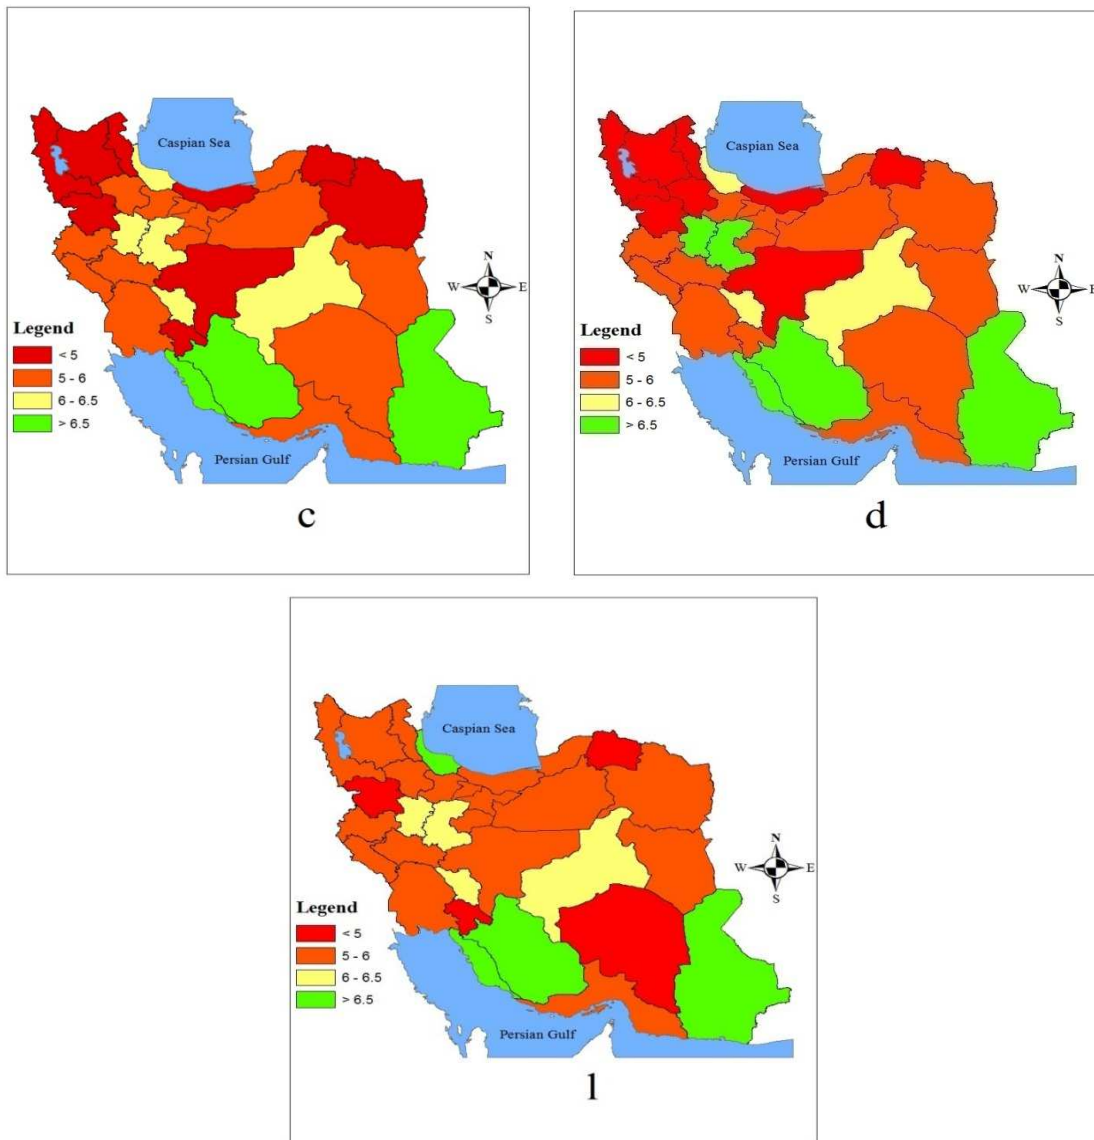 Caspian Sea
N
W E
S
Legend
< 5
5 - 6
6 - 6.5
> 6.5
Persian Gulf
c
Caspian Sea
N
W E
S
Legend
< 5
5 - 6
6 - 6.5
> 6.5
Persian Gulf
d
Caspian Sea
N
W E
S
Legend
< 5
5 - 6
6 - 6.5
> 6.5
Persian Gulf
l